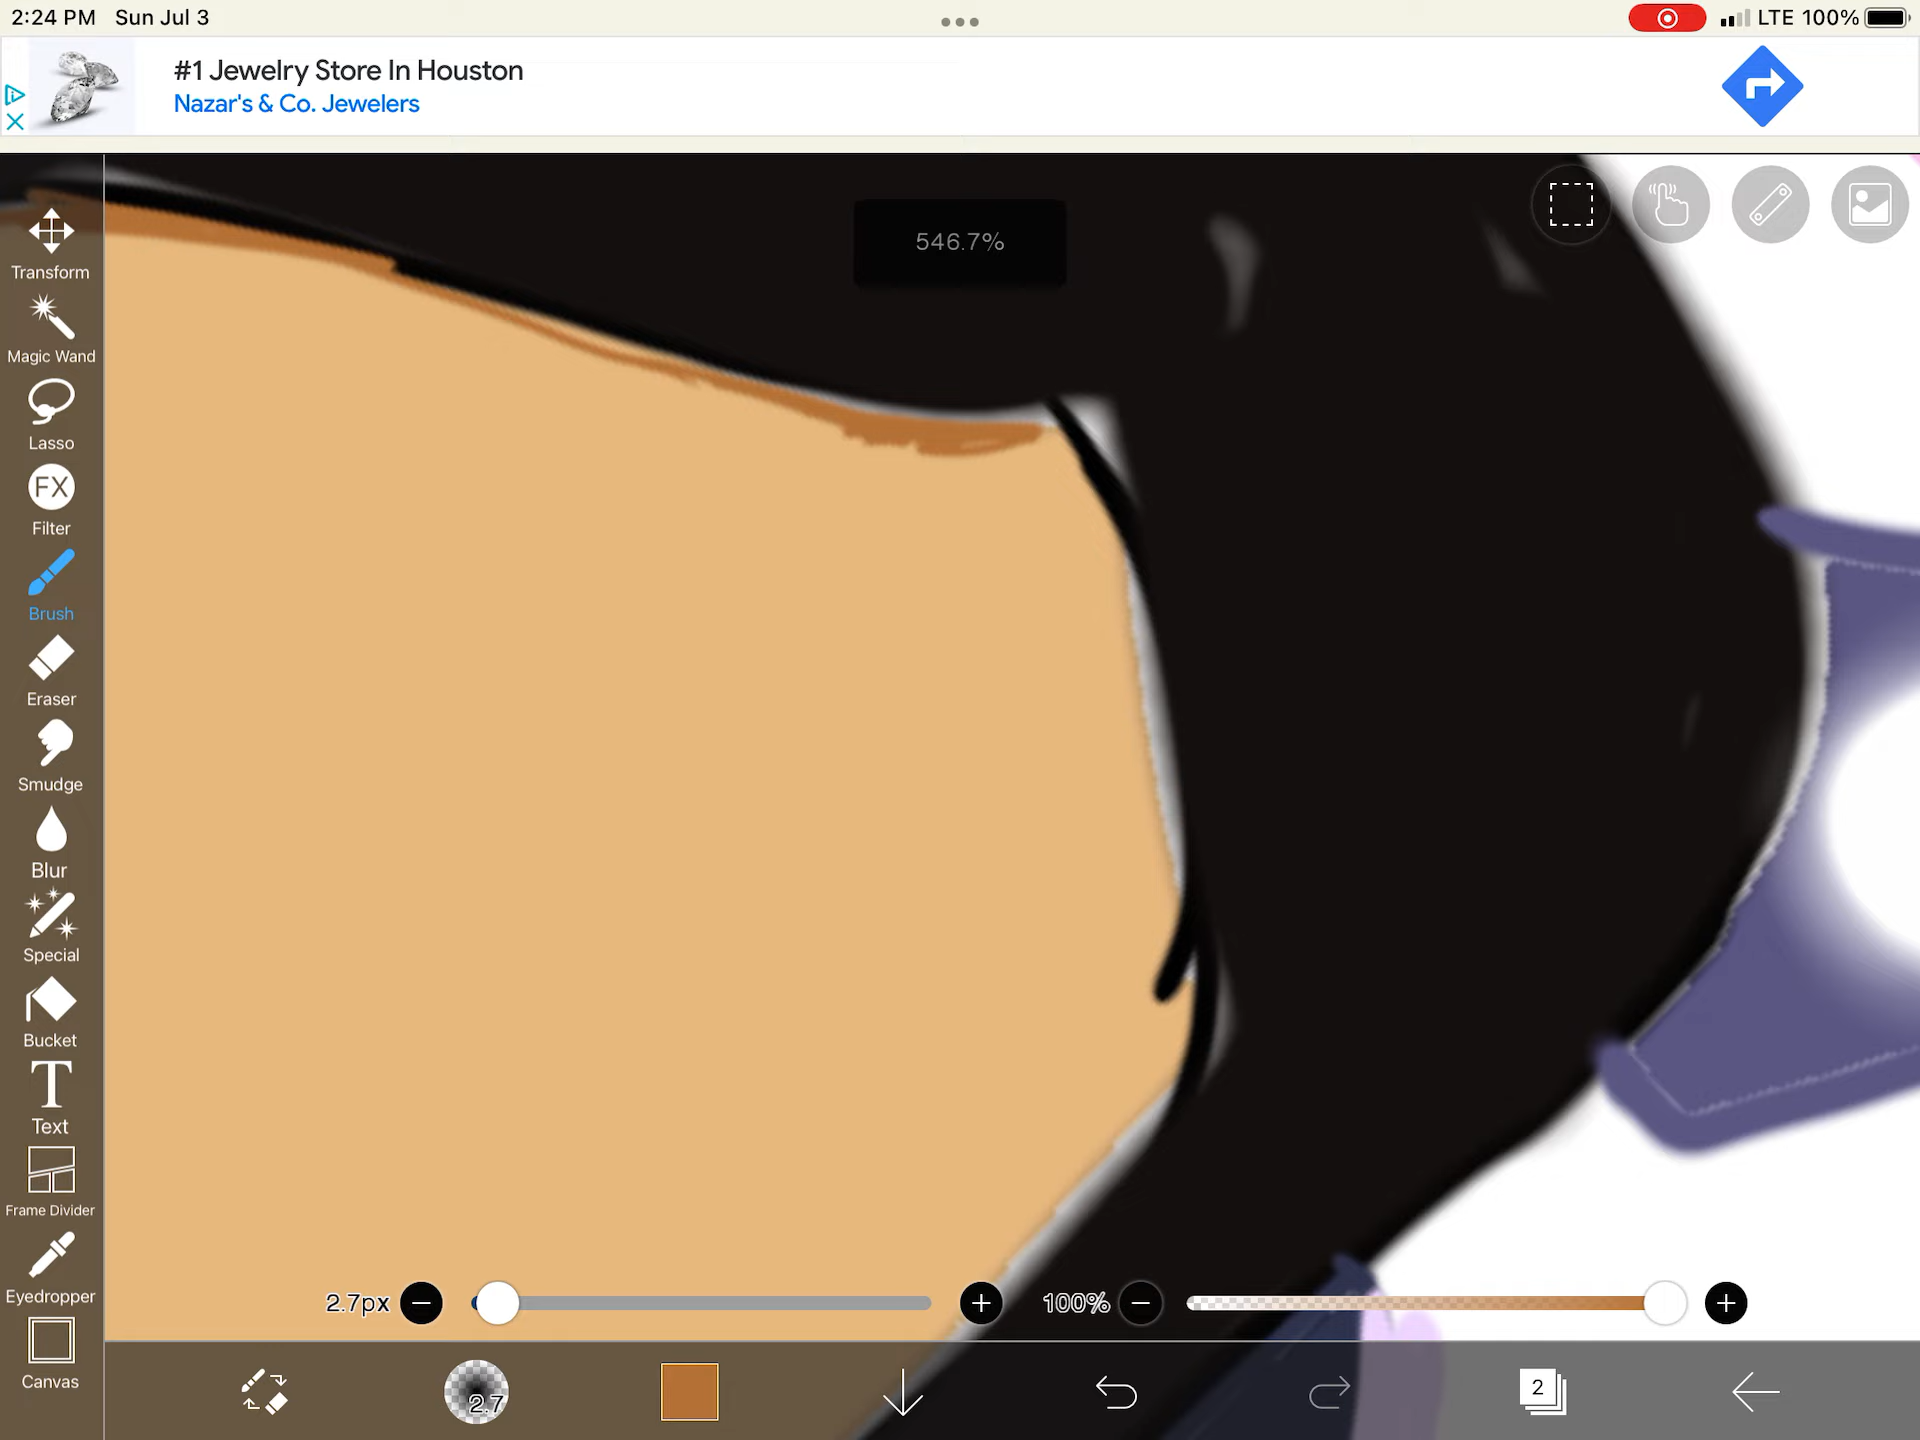 2:24 PM Sun Jul 3
LTE 100%
#1 Jewelry Store In Houston
Nazar's & Co. Jewelers
546.7%
Transform
Magic Wand
Lasso
FX
Filter
Brush
Eraser
Smudge
Blur
Special
Bucket
T
Text
Frame Divider
Eyedropper
Canvas
2.7px
100%
2.7
2